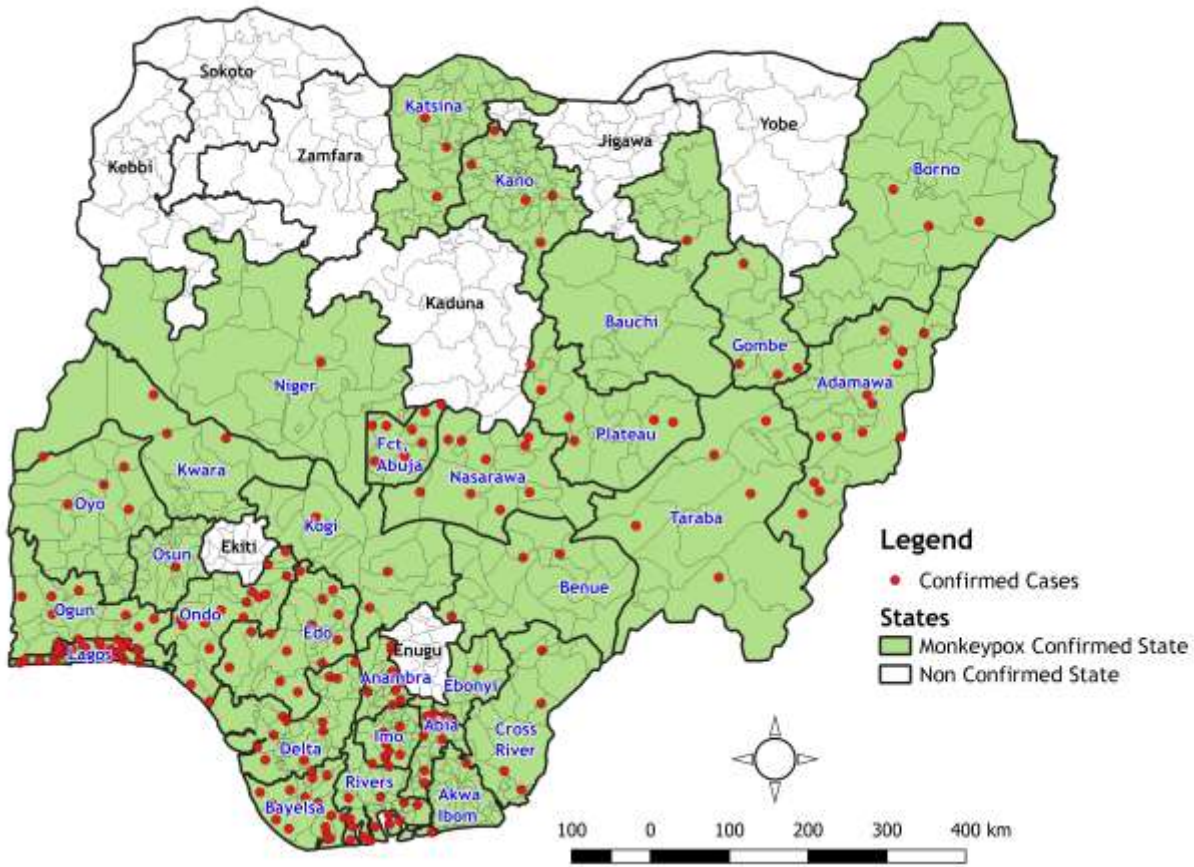 Sokoto
Katsina
Yobe
Jigawa
Zamfara
Kebbi
Borno
Kano
Kaduna
Bauchi
Gombe
Niger
Adamawa
Plateau
Fct,
Abuja
Kwara
Nasarawa
Oyo
Taraba
Kogi
Osun
Ekiti
Benue
Ogun
Ondo
Edo
Lagos
Enugu
Anambra
Ebonyi
Cross
River
Abia
Imo
Delta
Rivers
Akwa
Ibom
Bayelsa
Legend
Confirmed Cases
States
Monkeypox Confirmed State
Non Confirmed State
100 0 100 200 300 400 km